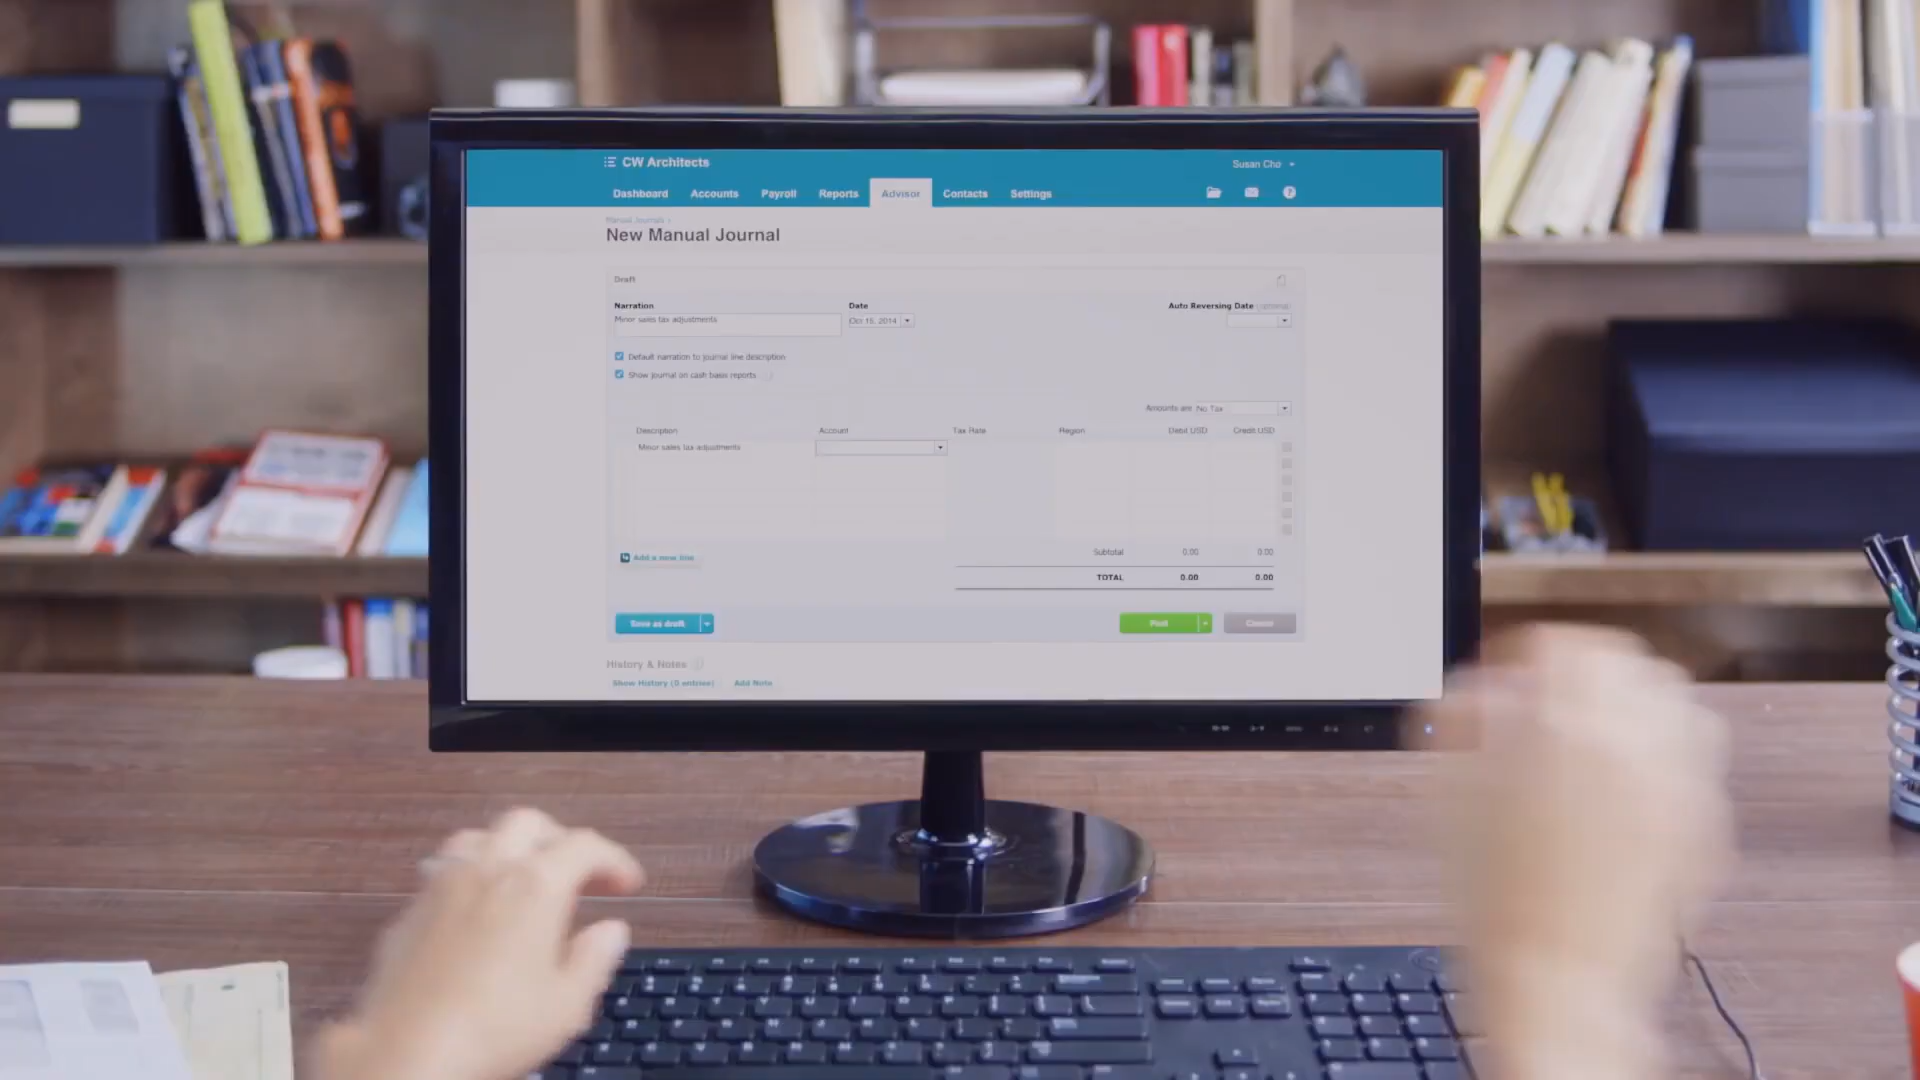 CW Architects
Susan Cho
Dashboard Accounts Payroll Reports Advisor Contacts Settings
Manual Journals ›
New Manual Journal
Draft
Narration Date Auto Reversing Date (optional)
Minor sales tax adjustments Oct 15, 2014
Default narration to journal line description
Show journal on cash basis reports
Amounts are No Tax
Description Account Tax Rate Region Debit USD Credit USD
Minor sales tax adjustments
Add a new line
Subtotal 0.00 0.00
TOTAL 0.00 0.00
Save as draft Post Cancel
History & Notes
Show History (0 entries) Add Note